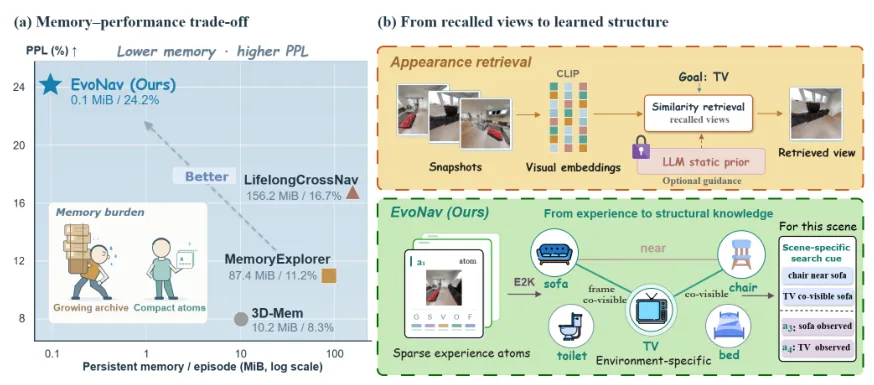 (a) Memory–performance trade-off
PPL (%) ↑
Lower memory · higher PPL
24
20
16
12
8
EvoNav (Ours)
0.1 MiB / 24.2%
Better
LifelongCrossNav
156.2 MiB / 16.7%
MemoryExplorer
87.4 MiB / 11.2%
3D-Mem
10.2 MiB / 8.3%
Memory burden
a
Growing archive
Compact atoms
0.1
1
10
100
Persistent memory / episode (MiB, log scale)
(b) From recalled views to learned structure
Appearance retrieval
CLIP
Goal: TV
Similarity retrieval
recalled views
LLM static prior
Optional guidance
Snapshots
Visual embeddings
Retrieved view
EvoNav (Ours)
From experience to structural knowledge
For this scene
a₁
atom
G S V O F
Sparse experience atoms
E2K
near
sofa
chair
frame
co-visible
co-visible
toilet
TV
bed
Environment-specific
Scene-specific
search cue
chair near sofa
TV co-visible sofa
a₃: sofa observed
a₄: TV observed